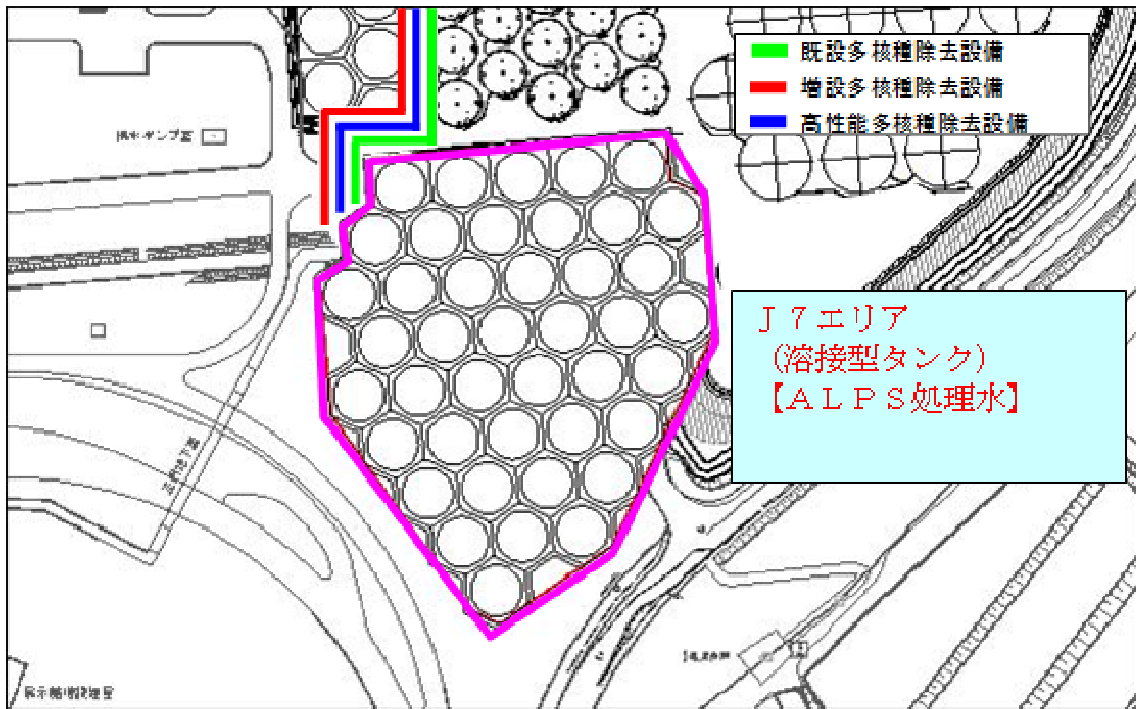 既設多核種除去設備
増設多核種除去設備
高性能多核種除去設備
Ｊ７エリア
(溶接型タンク)
【ＡＬＰＳ処理水】